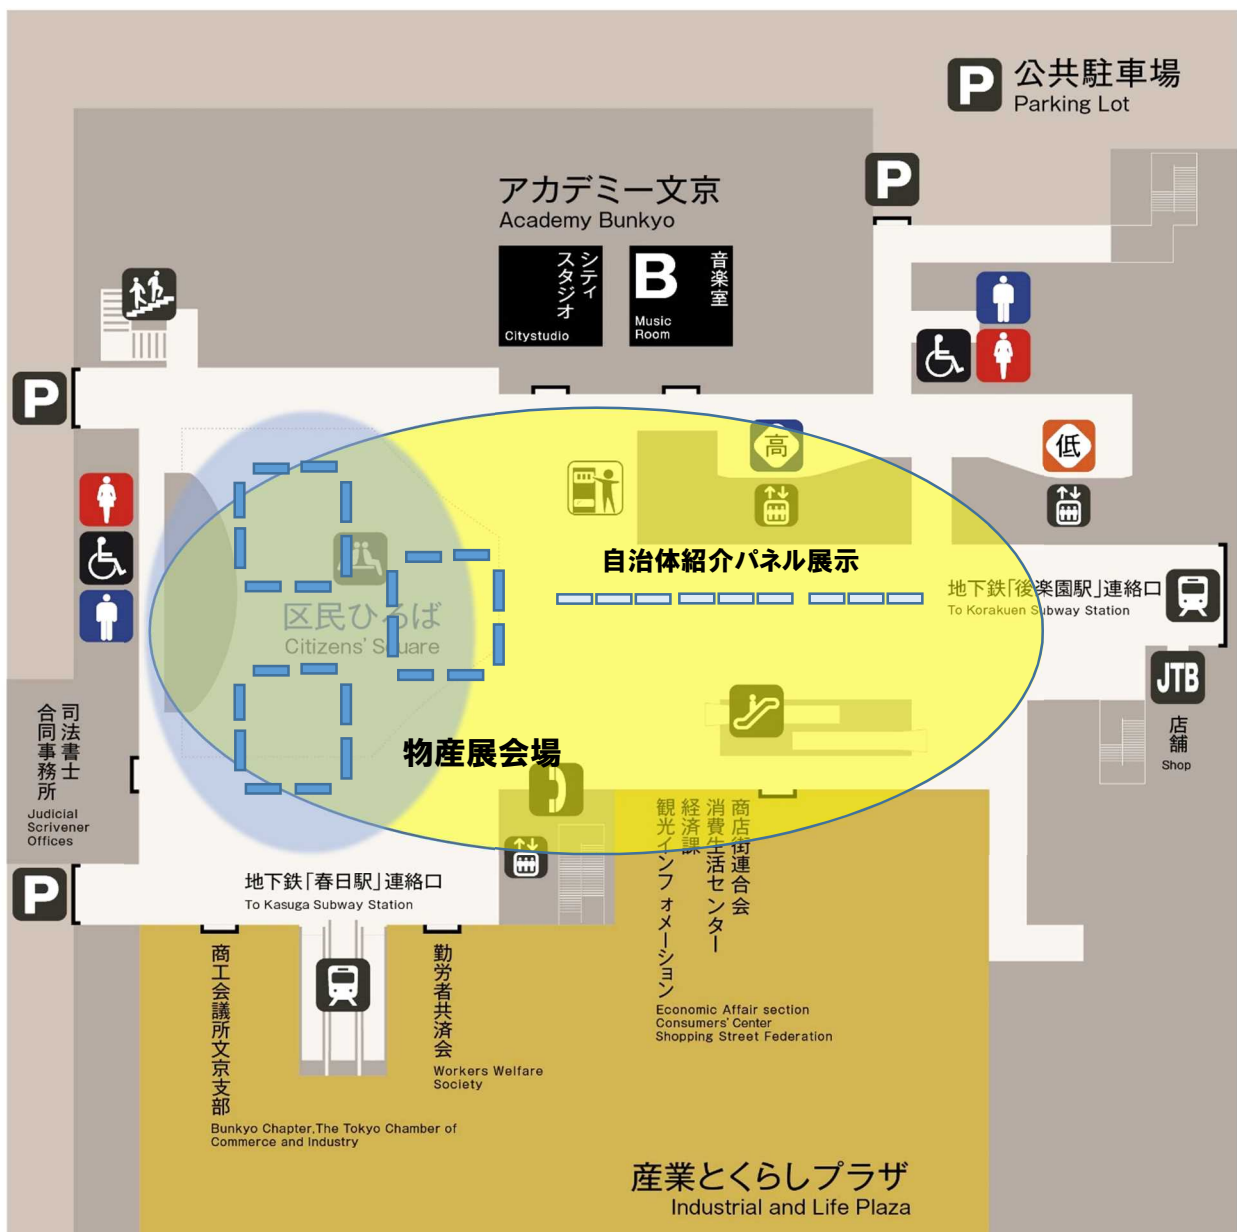 P 公共駐車場
Parking Lot
P
アカデミー文京
Academy Bunkyo
シティ
スタジオ
Citystudio
B
音楽室
Music
Room
P
高
低
自治体紹介パネル展示
区民ひろば
Citizens' Square
地下鉄「後楽園駅」連絡口
To Korakuen Subway Station
JTB
店舗
Shop
司法書士
合同事務所
Judicial
Scrivener
Offices
物産展会場
P
地下鉄「春日駅」連絡口
To Kasuga Subway Station
商店街連合会
消費生活センター
経済課
観光インフォメーション
Economic Affair section
Consumers' Center
Shopping Street Federation
商工会議所文京支部
Bunkyo Chapter,The Tokyo Chamber of
Commerce and Industry
勤労者共済会
Workers Welfare
Society
産業とくらしプラザ
Industrial and Life Plaza